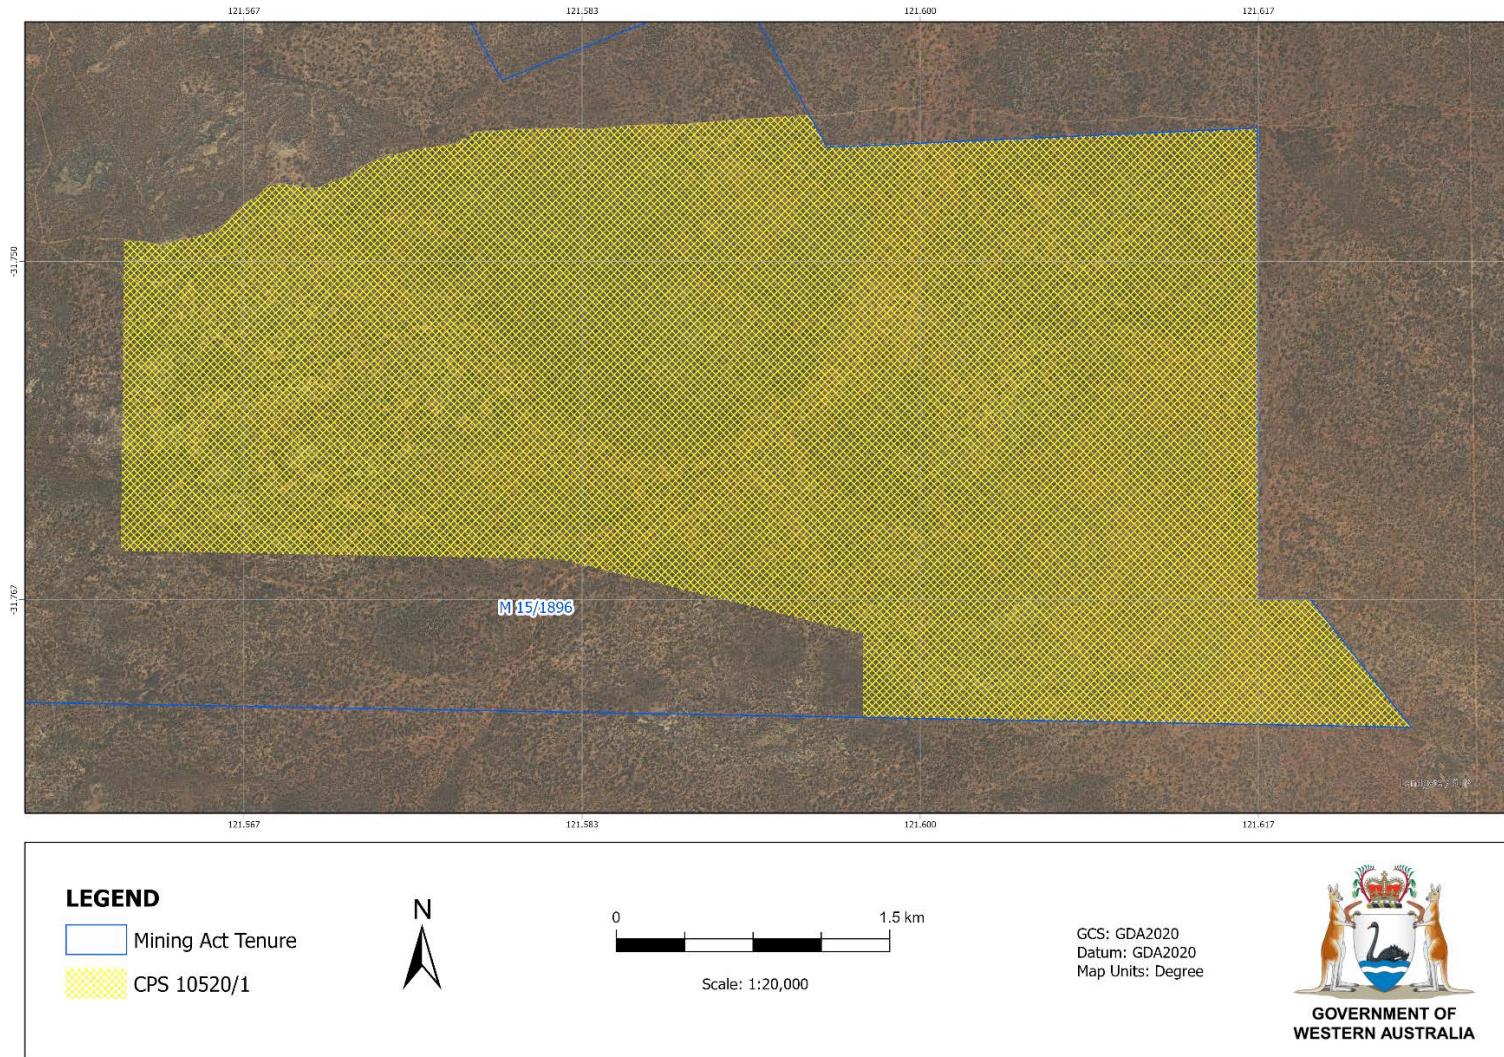 121.567
121.583
121.600
121.617
-31.750
-31.767
M 15/1896
121.567
121.583
121.600
121.617
LEGEND
Mining Act Tenure
CPS 10520/1
N
0 1.5 km
Scale: 1:20,000
GCS: GDA2020
Datum: GDA2020
Map Units: Degree
GOVERNMENT OF
WESTERN AUSTRALIA